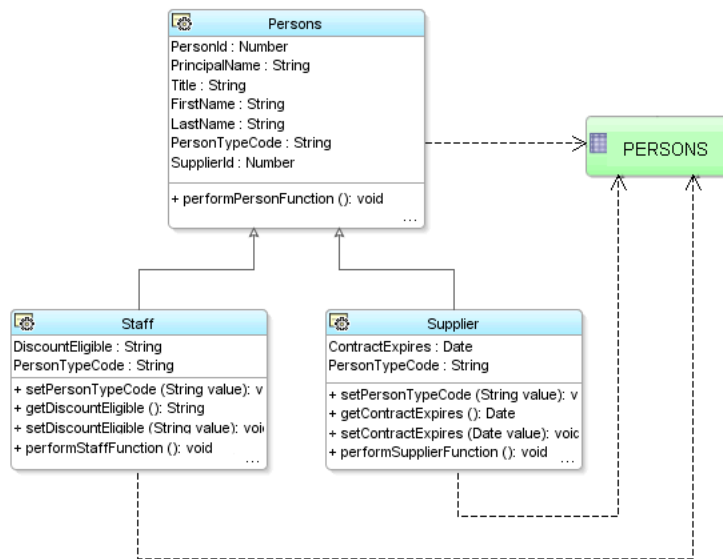 Persons
PersonId : Number
PrincipalName : String
Title : String
FirstName : String
LastName : String
PersonTypeCode : String
SupplierId : Number
+ performPersonFunction (): void
...
PERSONS
Staff
DiscountEligible : String
PersonTypeCode : String
+ setPersonTypeCode (String value): v
+ getDiscountEligible (): String
+ setDiscountEligible (String value): voi
+ performStaffFunction (): void
...
Supplier
ContractExpires : Date
PersonTypeCode : String
+ setPersonTypeCode (String value): v
+ getContractExpires (): Date
+ setContractExpires (Date value): voic
+ performSupplierFunction (): void
...